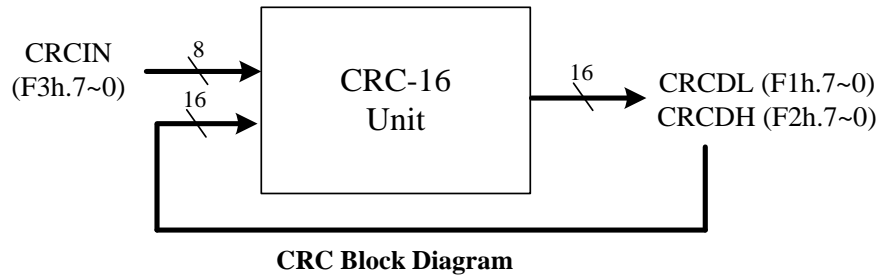 CRCIN
(F3h.7~0)
8
16
CRC-16
Unit
16
CRCDL (F1h.7~0)
CRCDH (F2h.7~0)
CRC Block Diagram